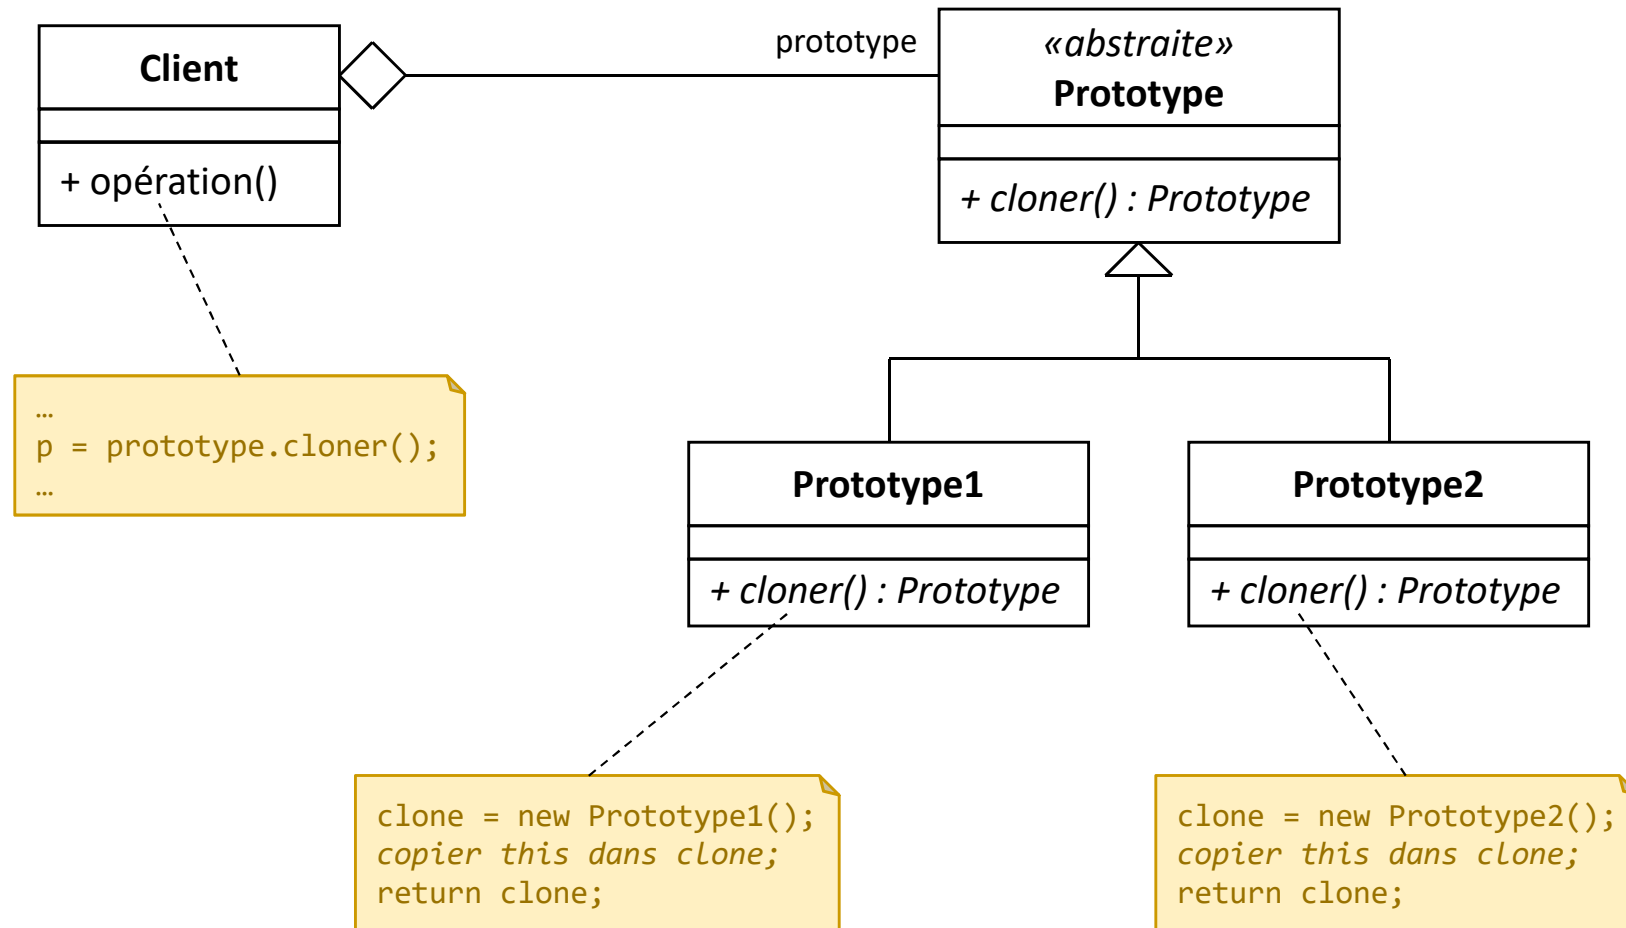 Client
+ opération()
prototype
«abstraite»
Prototype
+ cloner() : Prototype
…
p = prototype.cloner();
…
Prototype1
+ cloner() : Prototype
Prototype2
+ cloner() : Prototype
clone = new Prototype1();
copier this dans clone;
return clone;
clone = new Prototype2();
copier this dans clone;
return clone;